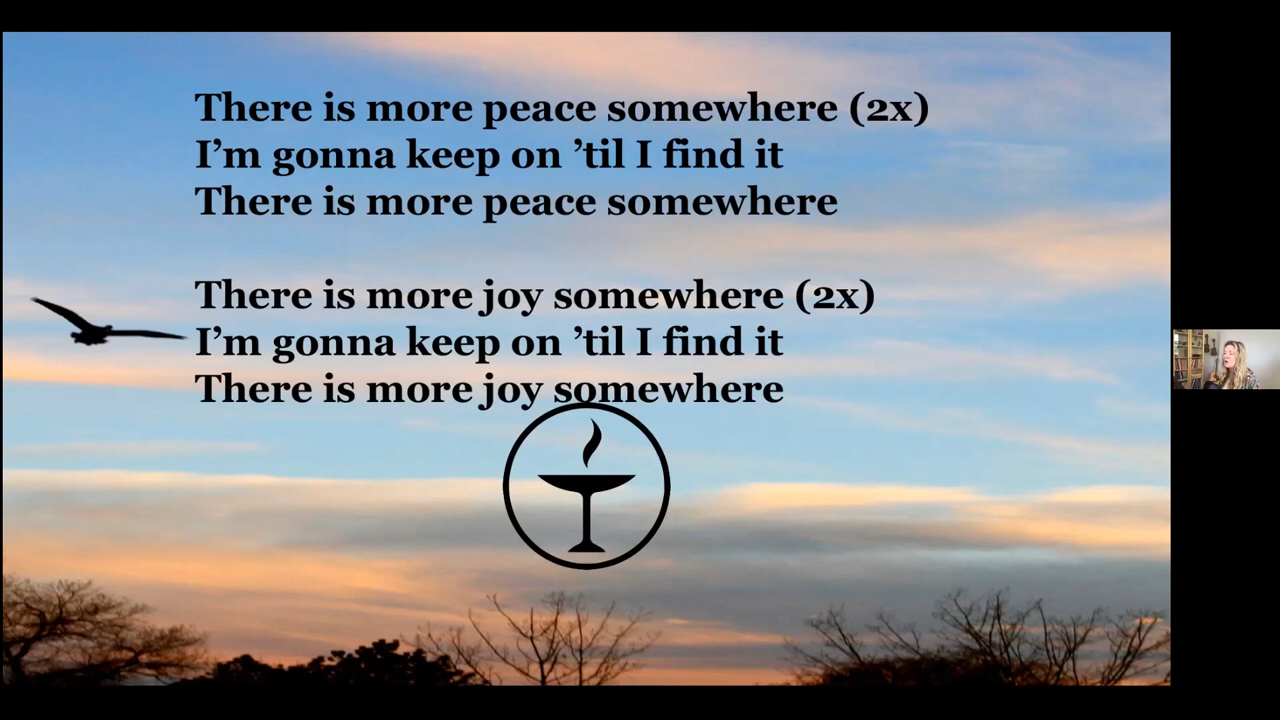 There is more peace somewhere (2x)
I’m gonna keep on ’til I find it
There is more peace somewhere
There is more joy somewhere (2x)
I’m gonna keep on ’til I find it
There is more joy somewhere